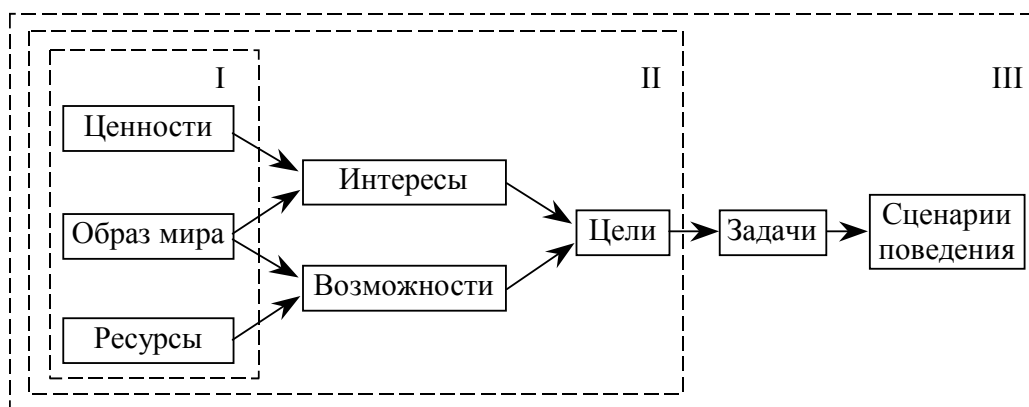 I
II
III
Ценности
Интересы
Образ мира
Цели
Задачи
Сценарии
поведения
Возможности
Ресурсы